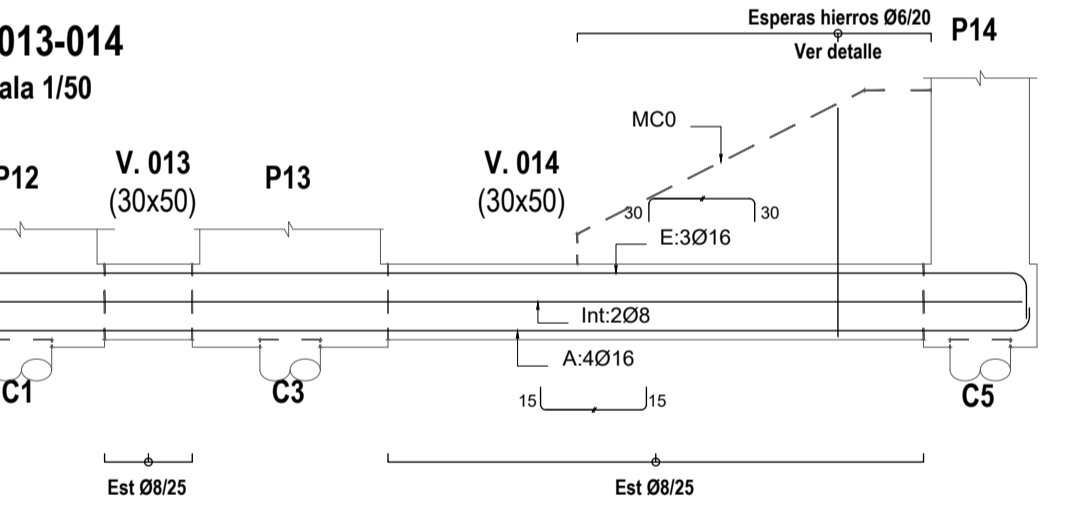 013-014
ala 1/50
Esperas hierros Ø6/20
Ver detalle
P14
MC0
P12
V. 013
(30x50)
P13
V. 014
(30x50)
30
30
E:3Ø16
Int:2Ø8
A:4Ø16
15
15
C1
C3
C5
Est Ø8/25
Est Ø8/25